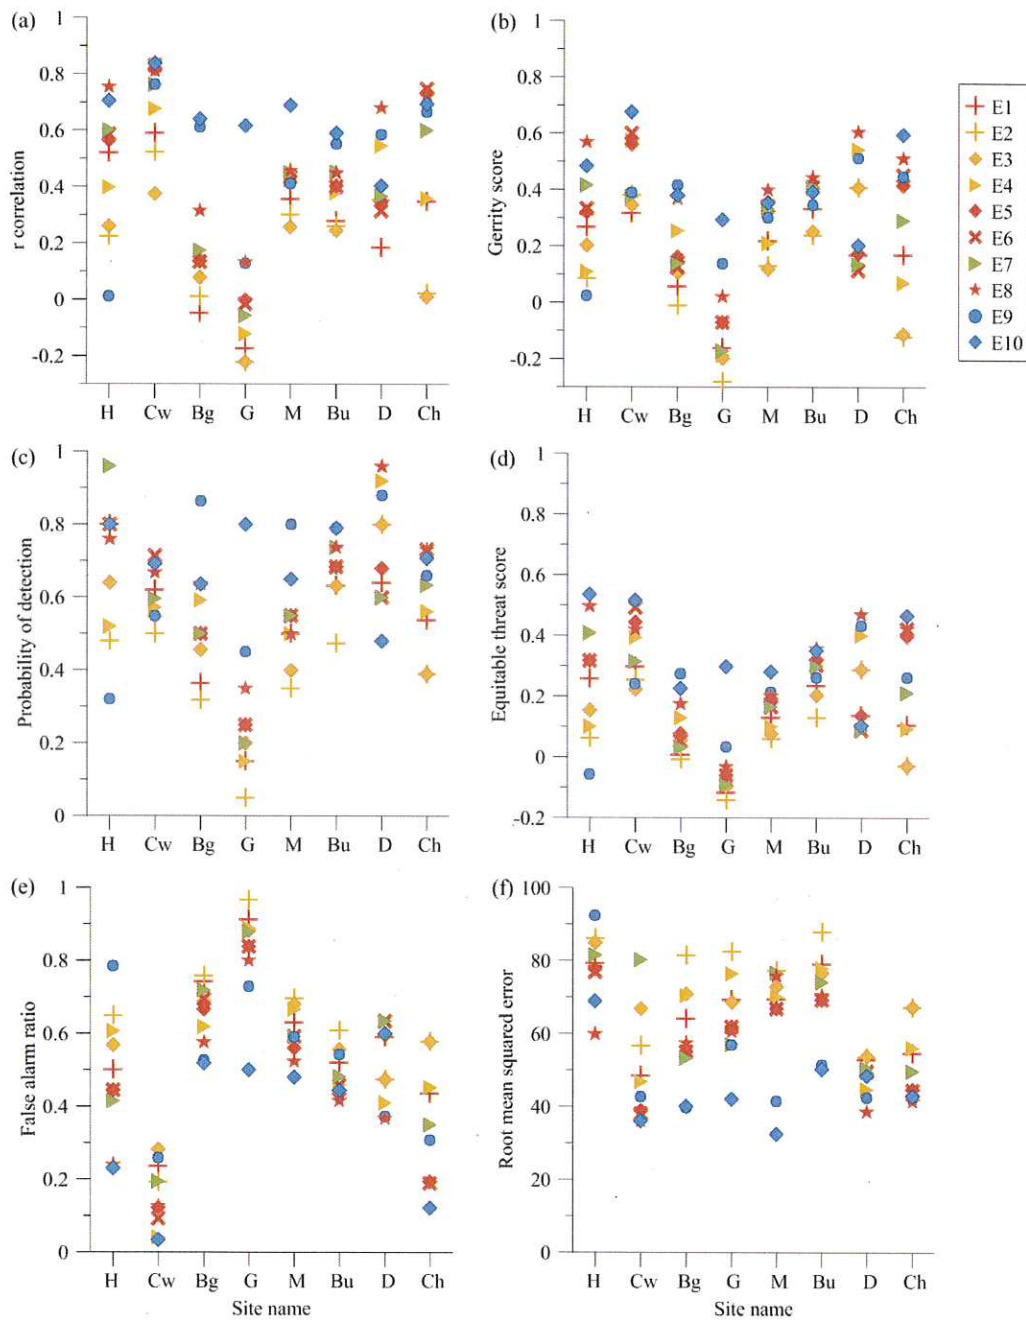 (a)
1
0.8
0.6
0.4
0.2
0
-0.2
r correlation
H Cw Bg G M Bu D Ch
(b)
1
0.8
0.6
0.4
0.2
0
-0.2
Gerrity score
H Cw Bg G M Bu D Ch
E1
E2
E3
E4
E5
E6
E7
E8
E9
E10
(c)
1
0.8
0.6
0.4
0.2
0
Probability of detection
H Cw Bg G M Bu D Ch
(d)
1
0.8
0.6
0.4
0.2
0
-0.2
Equitable threat score
H Cw Bg G M Bu D Ch
(e)
1
0.8
0.6
0.4
0.2
0
False alarm ratio
H Cw Bg G M Bu D Ch
Site name
(f)
100
80
60
40
20
0
Root mean squared error
H Cw Bg G M Bu D Ch
Site name